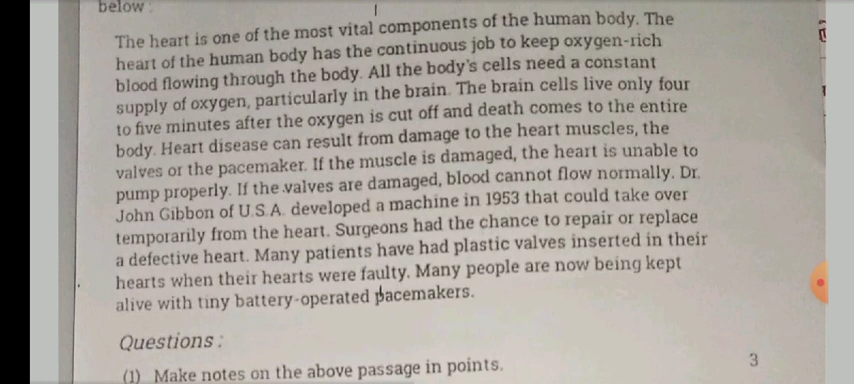 below :
The heart is one of the most vital components of the human body. The
heart of the human body has the continuous job to keep oxygen-rich
blood flowing through the body. All the body's cells need a constant
supply of oxygen, particularly in the brain. The brain cells live only four
to five minutes after the oxygen is cut off and death comes to the entire
body. Heart disease can result from damage to the heart muscles, the
valves or the pacemaker. If the muscle is damaged, the heart is unable to
pump properly. If the valves are damaged, blood cannot flow normally. Dr.
John Gibbon of U.S.A. developed a machine in 1953 that could take over
temporarily from the heart. Surgeons had the chance to repair or replace
a defective heart. Many patients have had plastic valves inserted in their
hearts when their hearts were faulty. Many people are now being kept
alive with tiny battery-operated pacemakers.
Questions :
(1) Make notes on the above passage in points. 3